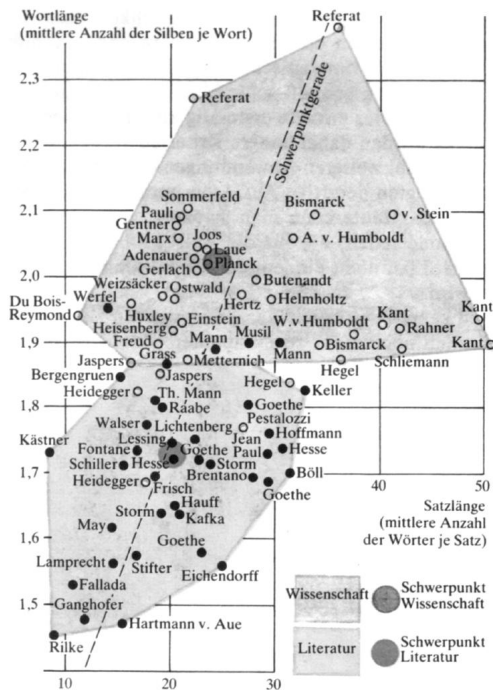 Wortlänge
(mittlere Anzahl der Silben je Wort)
Referat
2,3
Referat
Schwerpunktgerade
2,2
Sommerfeld
Pauli
Bismarck
2,1
Gentner
v. Stein
Marx
Joos
Laue
A. v. Humboldt
Adenauer
Planck
Gerlach
2,0
Butenandt
Weizsäcker
Ostwald
Werfel
Hertz
Helmholtz
Du Bois-
Reymond
Huxley
Einstein
W. v. Humboldt
Kant
Kant
Heisenberg
Musil
Rahner
Freud
Mann
Mann
Bismarck
Kant
1,9
Grass
Metternich
Hegel
Schliemann
Jaspers
Bergengruen
Jaspers
Hegel
Heidegger
Th. Mann
Keller
1,8
Raabe
Goethe
Walser
Lichtenberg
Pestalozzi
Kästner
Lessing
Jean
Paul
Hoffmann
Fontane
Goethe
Hesse
1,7
Schiller
Hesse
Storm
Böll
Heidegger
Frisch
Brentano
Goethe
Hauff
Storm
Kafka
1,6
May
Goethe
Lamprecht
Stifter
Eichendorff
Fallada
1,5
Ganghofer
Hartmann v. Aue
Rilke
10
20
30
40
50
Satzlänge
(mittlere Anzahl
der Wörter je Satz)
Wissenschaft
Schwerpunkt
Wissenschaft
Literatur
Schwerpunkt
Literatur